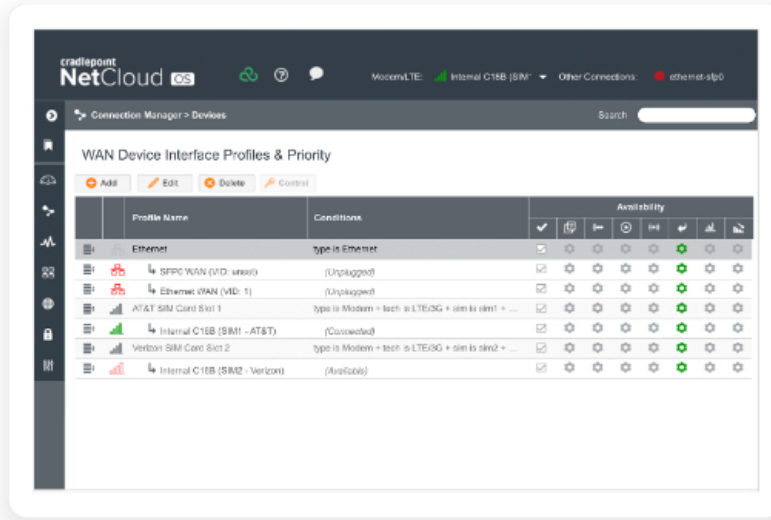 cradlepoint
NetCloud OS
Modem/LTE: Internal C18B (SIM1 Other Connections: ethernet-sfp0
Connection Manager > Devices
Search
WAN Device Interface Profiles & Priority
Add Edit Delete Control
Availability
Profile Name Conditions
Ethernet type is Ethernet
SFP0 WAN (VID: unset) (Unplugged)
Ethernet WAN (VID: 1) (Unplugged)
AT&T SIM Card Slot 1 type is Modem + tech is LTE/3G + sim is sim1 + ...
Internal C18B (SIM1 - AT&T) (Connected)
Verizon SIM Card Slot 2 type is Modem + tech is LTE/3G + sim is sim2 + ...
Internal C18B (SIM2 - Verizon) (Available)